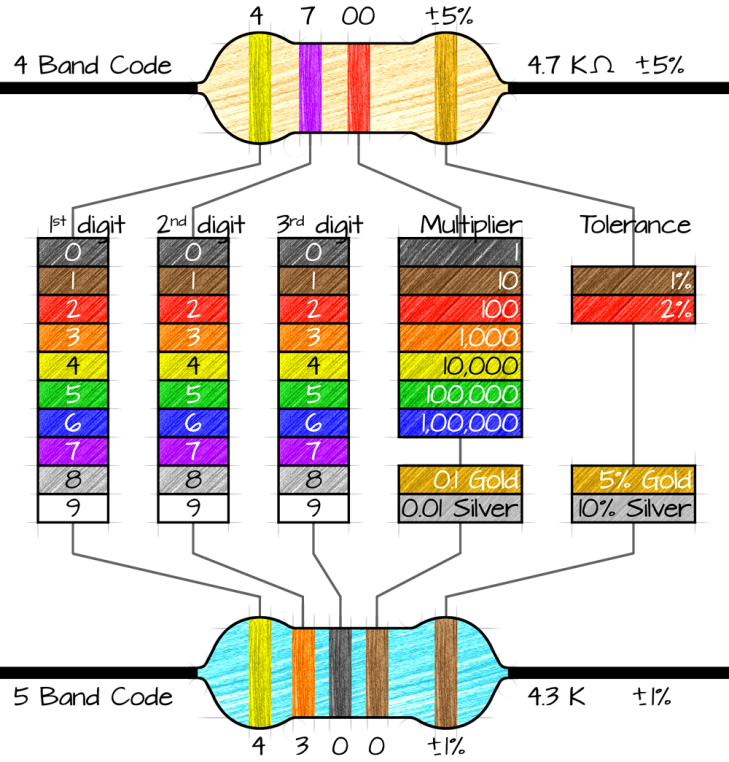 4 7 00 ±5%
4 Band Code 4.7 KΩ ±5%
1st digit 2nd digit 3rd digit Multiplier Tolerance
0 0 0 1
1 1 1 10 1%
2 2 2 100 2%
3 3 3 1,000
4 4 4 10,000
5 5 5 100,000
6 6 6 1,00,000
7 7 7
8 8 8 0.1 Gold 5% Gold
9 9 9 0.01 Silver 10% Silver
5 Band Code 4.3 K ±1%
4 3 0 0 ±1%